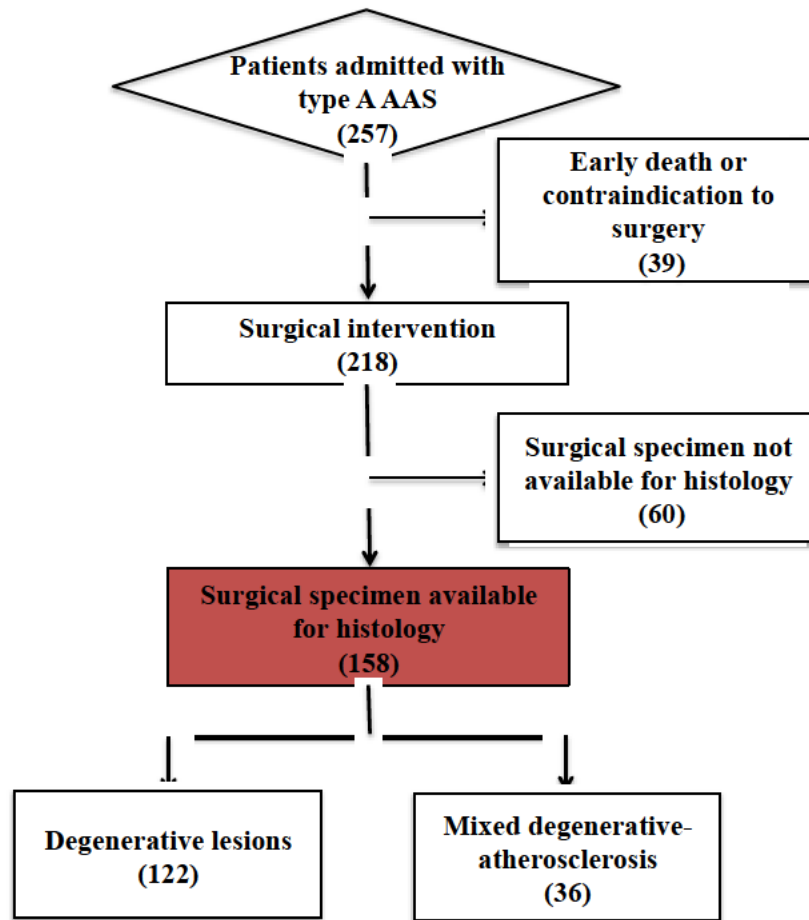 Patients admitted with
type A AAS
(257)
Early death or
contraindication to
surgery
(39)
Surgical intervention
(218)
Surgical specimen not
available for histology
(60)
Surgical specimen available
for histology
(158)
Degenerative lesions
(122)
Mixed degenerative-
atherosclerosis
(36)